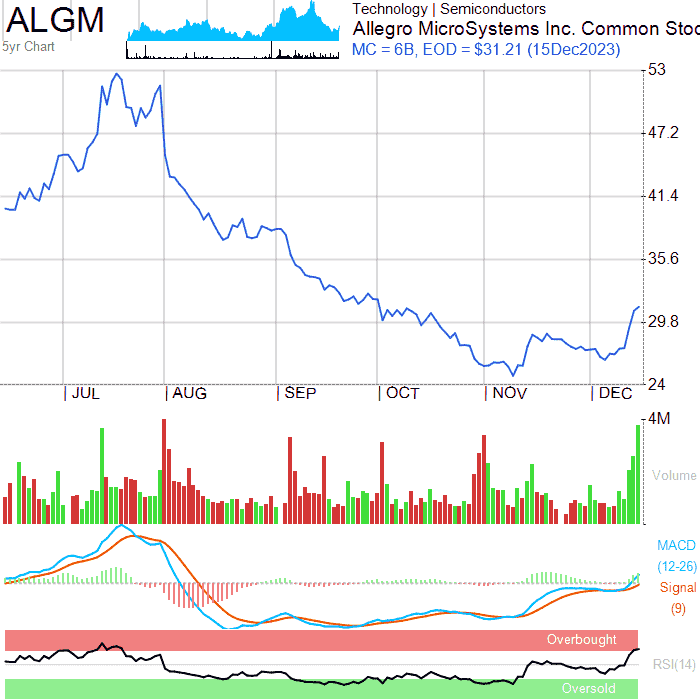 ALGM
5yr Chart
Technology | Semiconductors
Allegro MicroSystems Inc. Common Stoc
MC = 6B, EOD = $31.21 (15Dec2023)
53
47.2
41.4
35.6
29.8
24
JUL
AUG
SEP
OCT
NOV
DEC
4M
Volume
MACD
(12-26)
Signal
(9)
Overbought
RSI(14)
Oversold